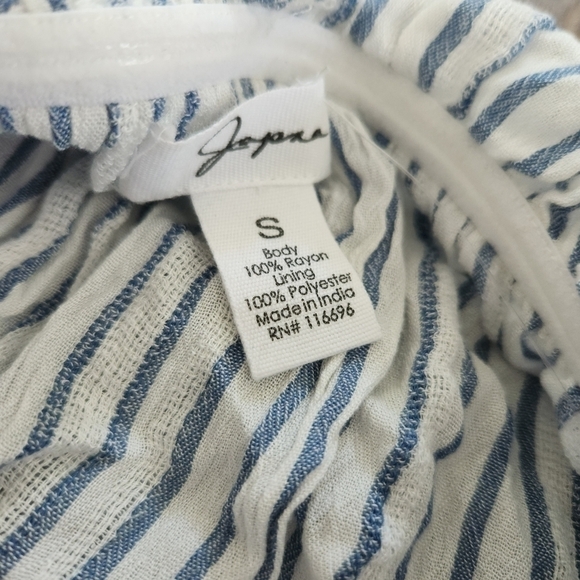 Japna
S
Body
100% Rayon
Lining
100% Polyester
Made in India
RN# 116696